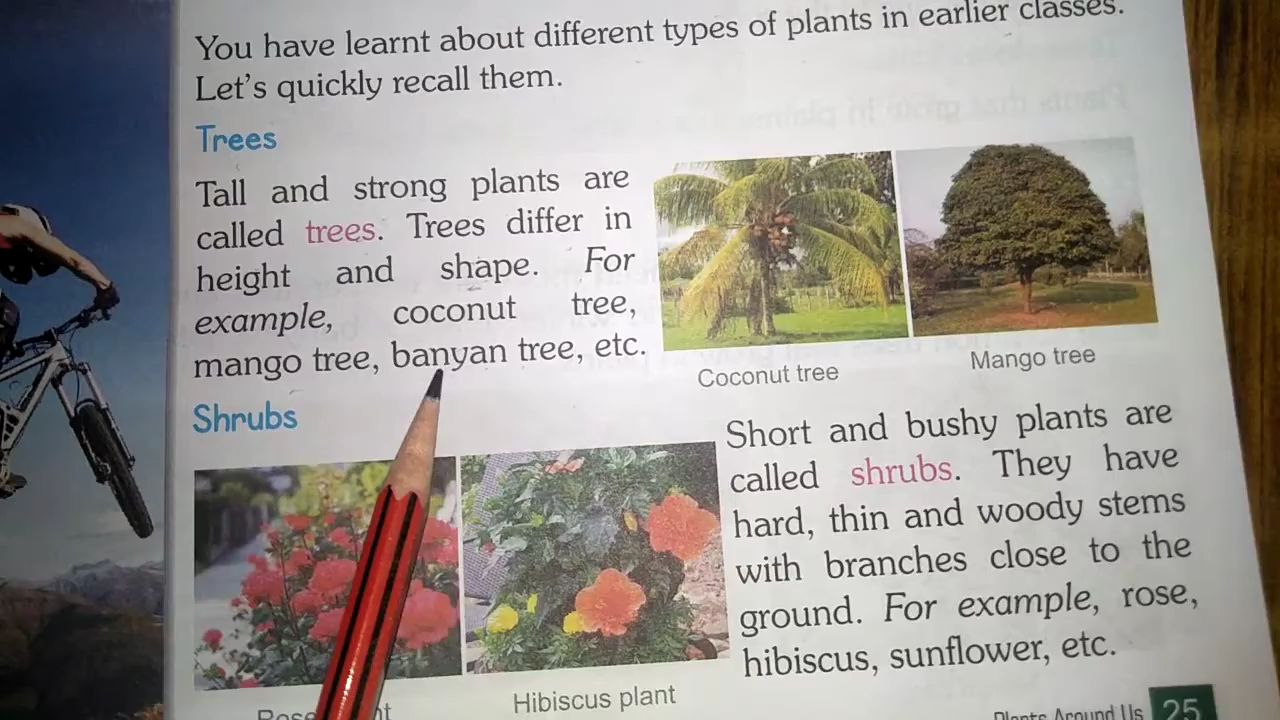 You have learnt about different types of plants in earlier classes.
Let's quickly recall them.
Trees
Tall and strong plants are
called trees. Trees differ in
height and shape. For
example, coconut tree,
mango tree, banyan tree, etc.
Coconut tree
Mango tree
Shrubs
Short and bushy plants are
called shrubs. They have
hard, thin and woody stems
with branches close to the
ground. For example, rose,
hibiscus, sunflower, etc.
Rose
Hibiscus plant
Plants Around Us 25